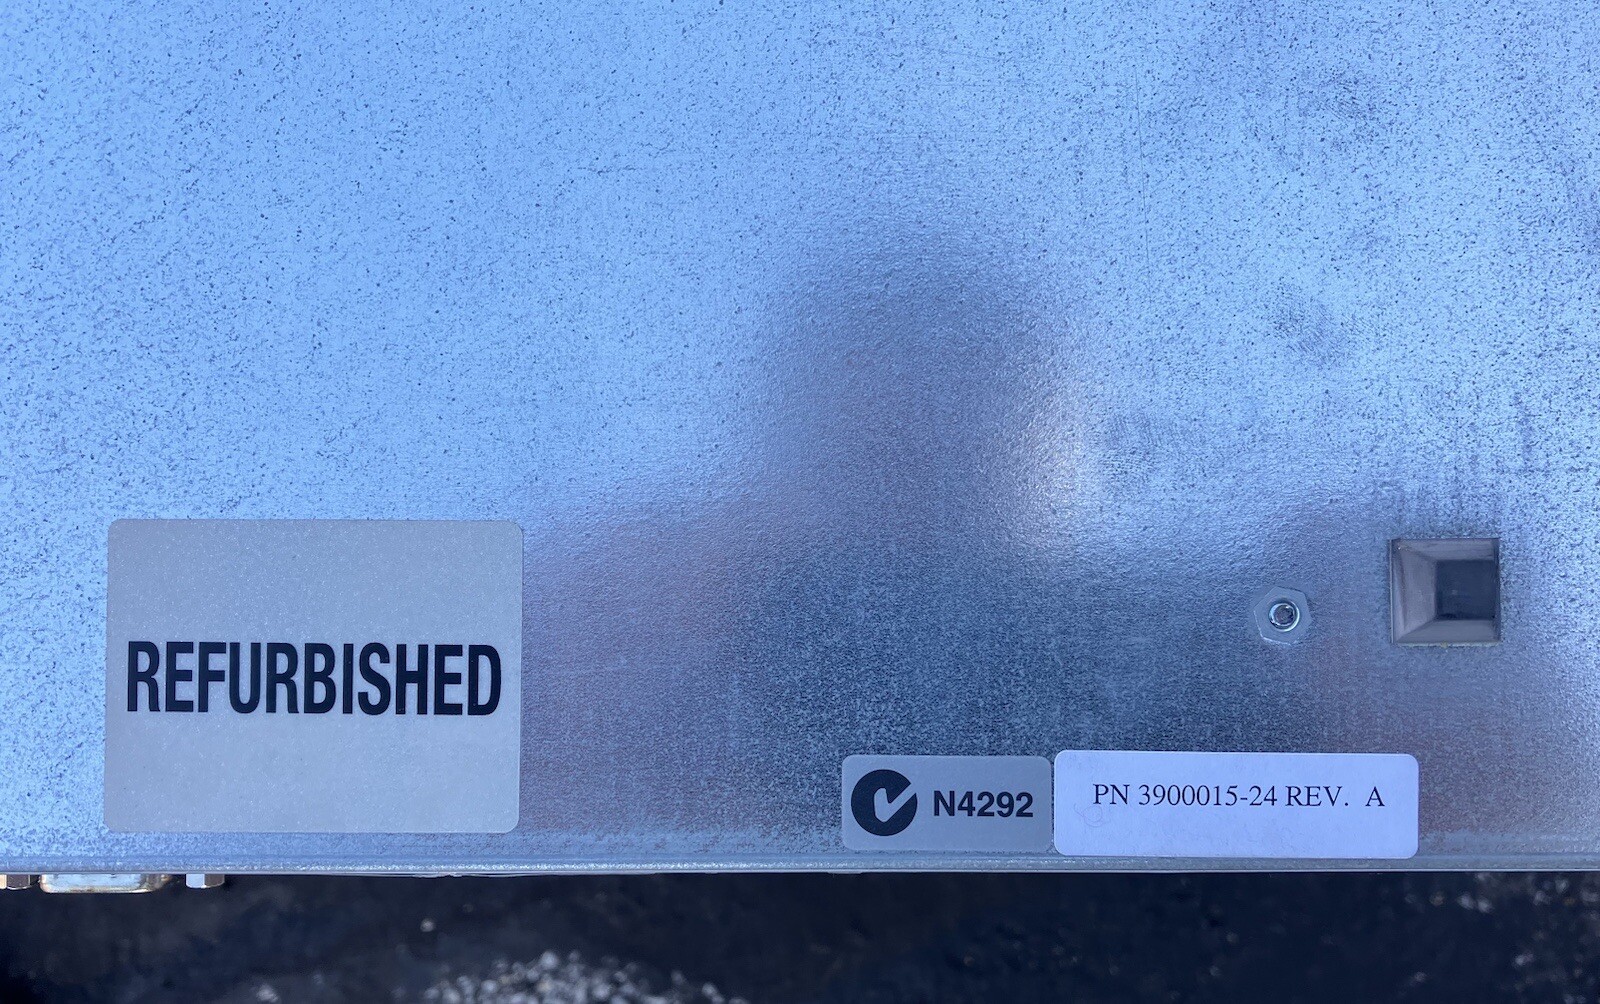 REFURBISHED
N4292
PN 3900015-24 REV. A